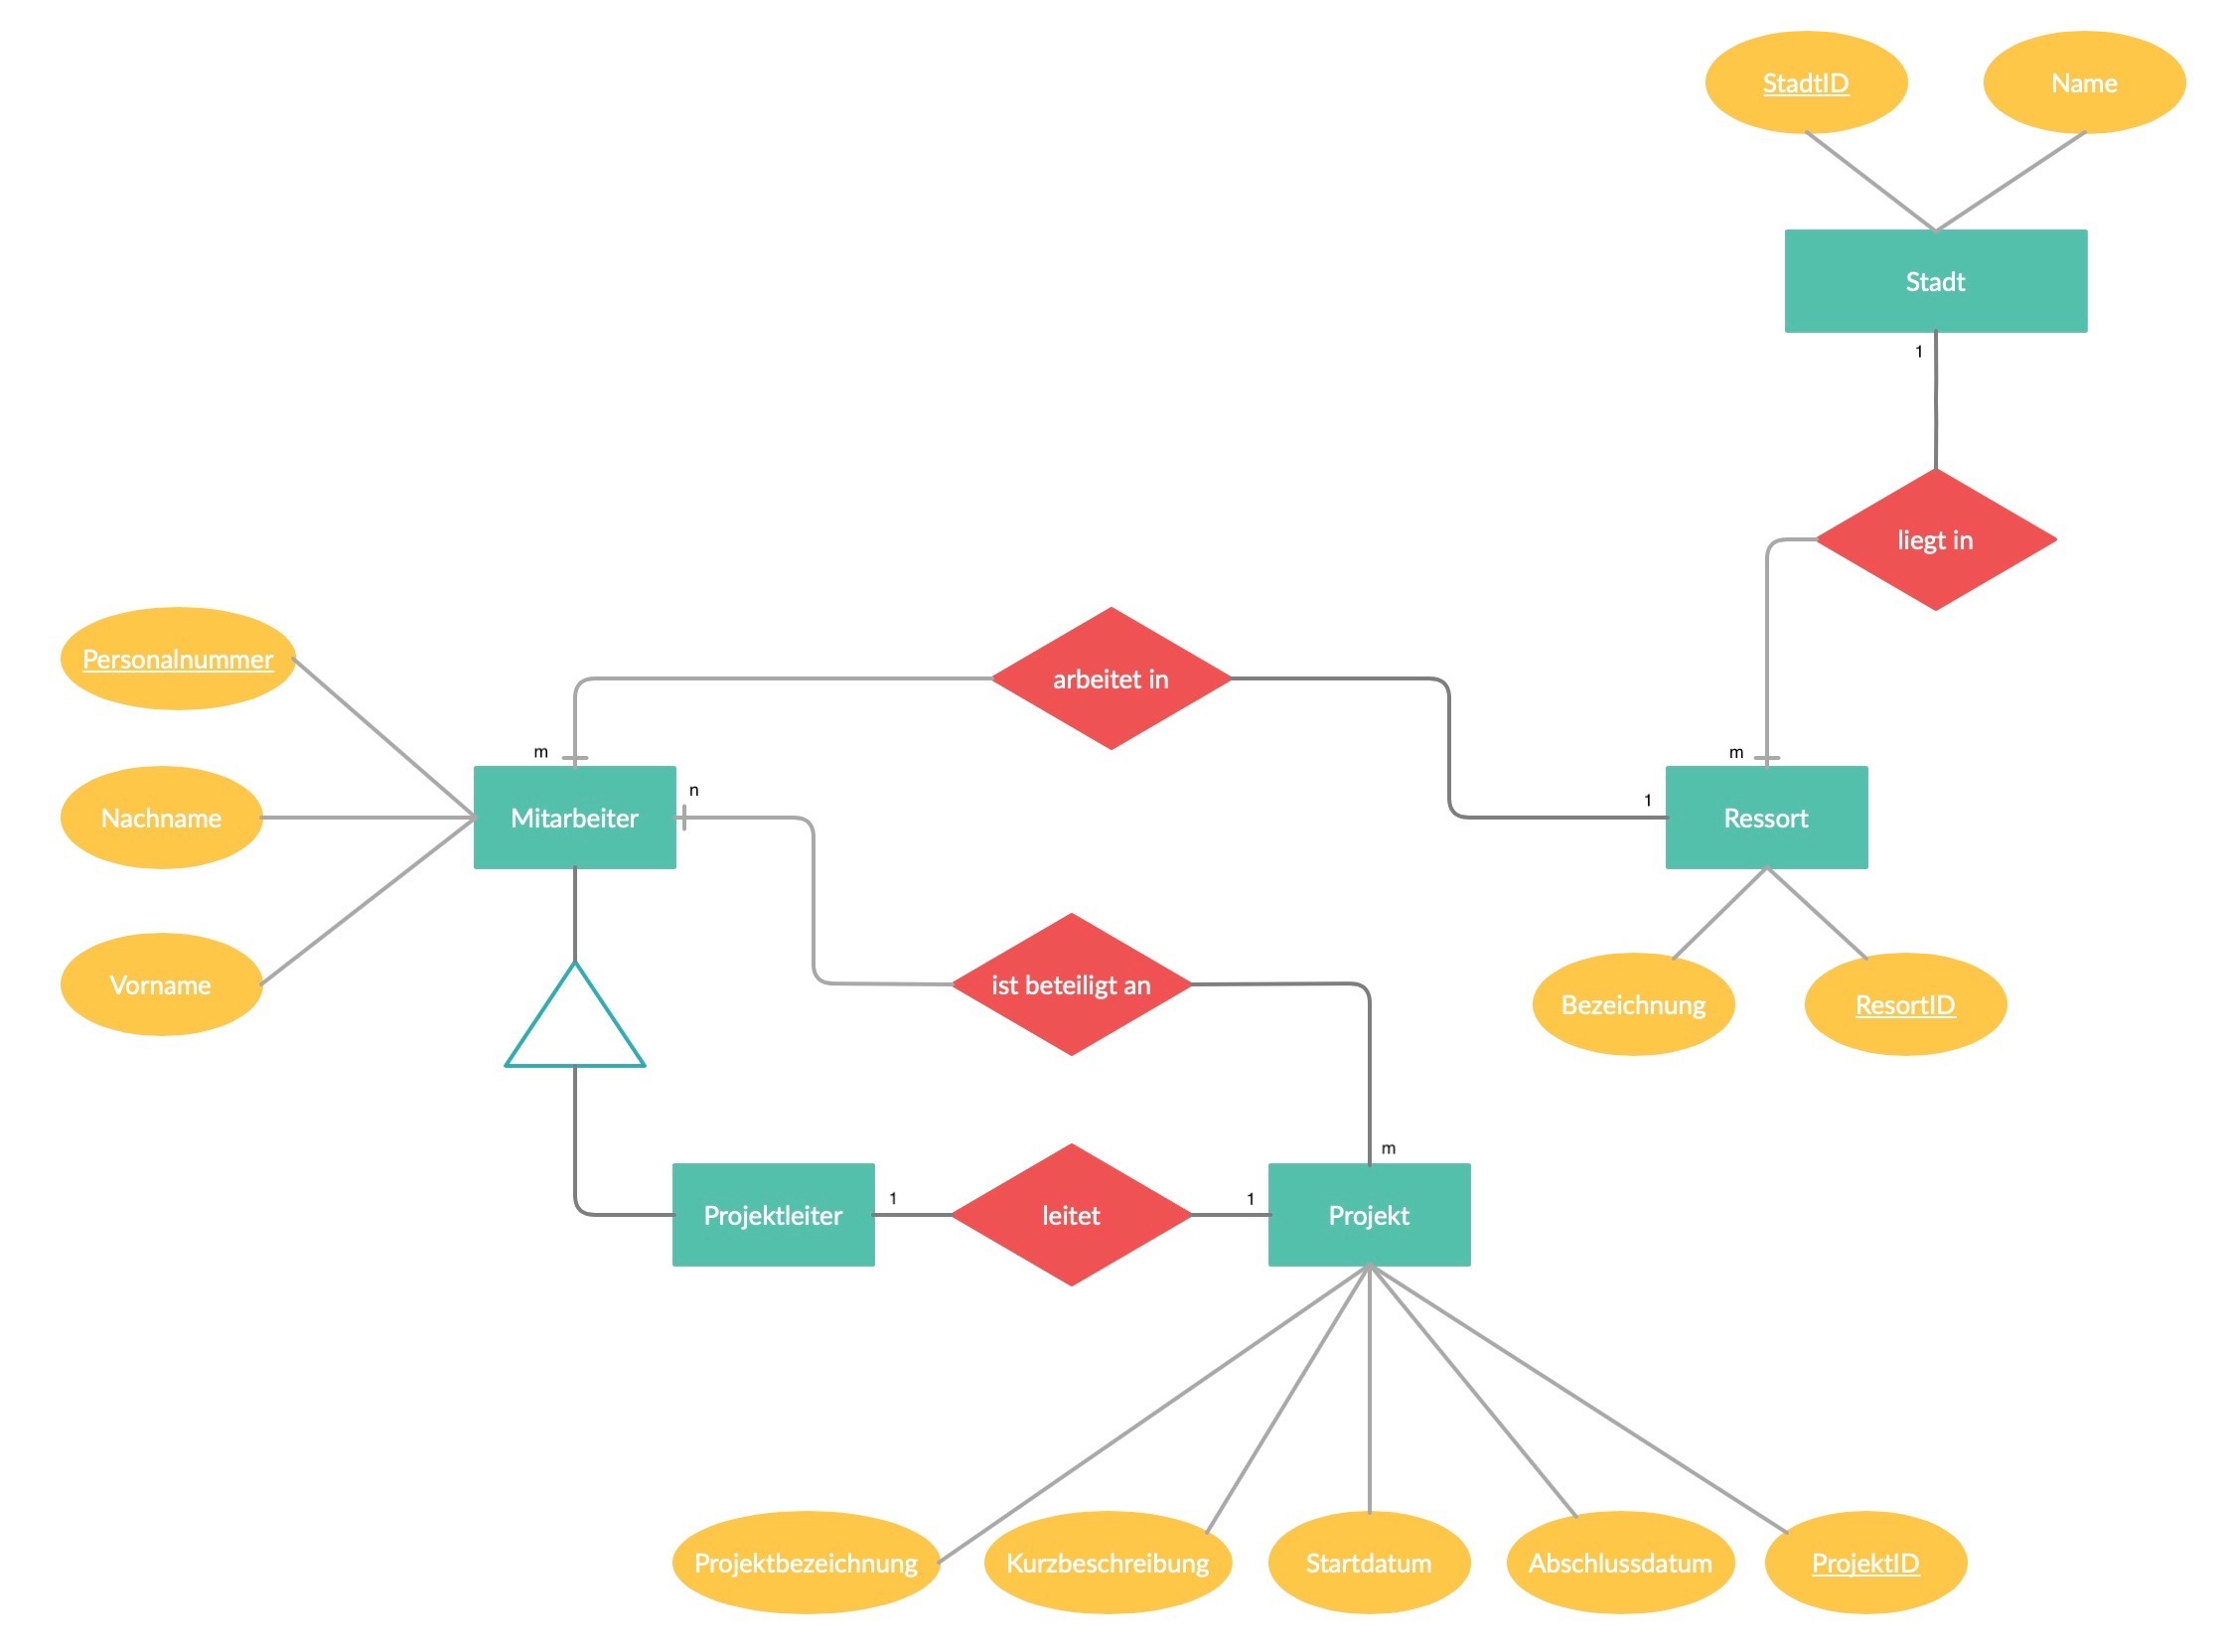 StadtID
Name
Stadt
1
liegt in
Personalnummer
arbeitet in
m
m
n
1
Nachname
Mitarbeiter
Ressort
Vorname
ist beteiligt an
Bezeichnung
ResortID
m
1
1
Projektleiter
leitet
Projekt
Projektbezeichnung
Kurzbeschreibung
Startdatum
Abschlussdatum
ProjektID